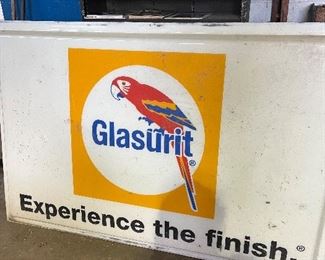 Glasurit®
Experience the finish.®